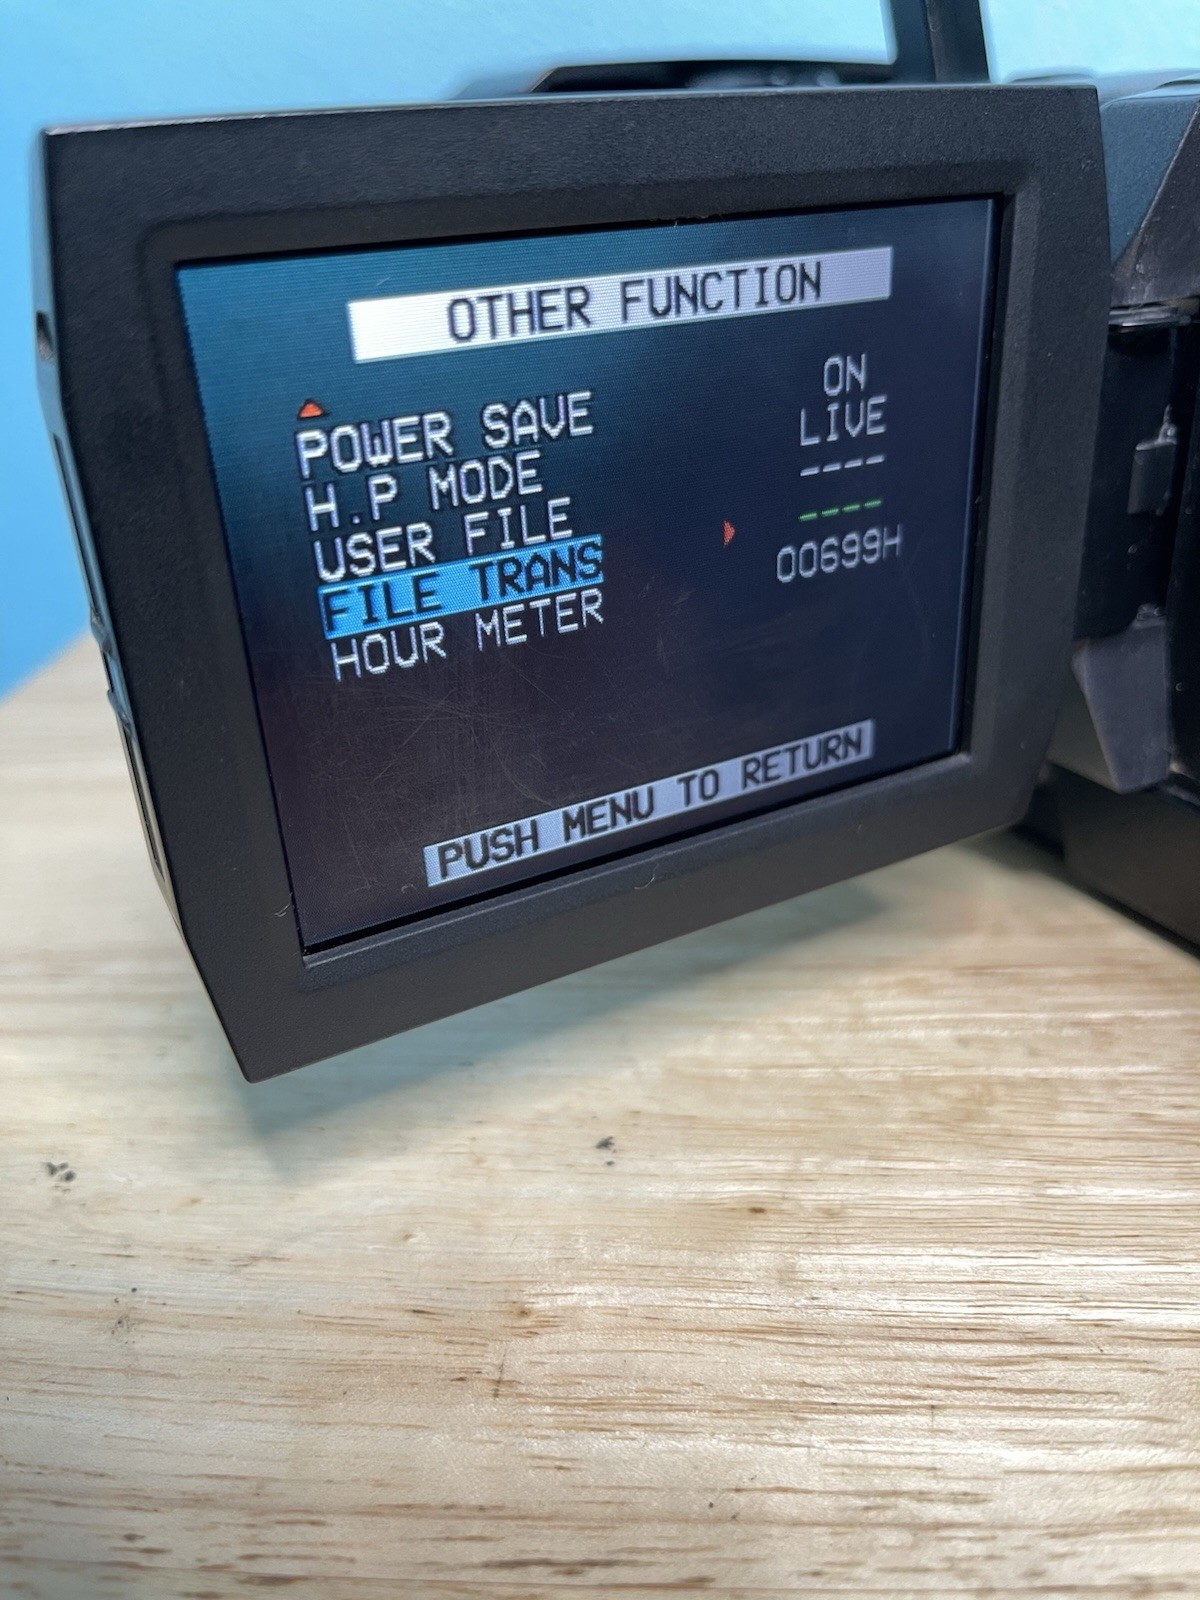 OTHER FUNCTION
POWER SAVE ON
H.P MODE LIVE
USER FILE ----
FILE TRANS ----
HOUR METER 00699H
PUSH MENU TO RETURN